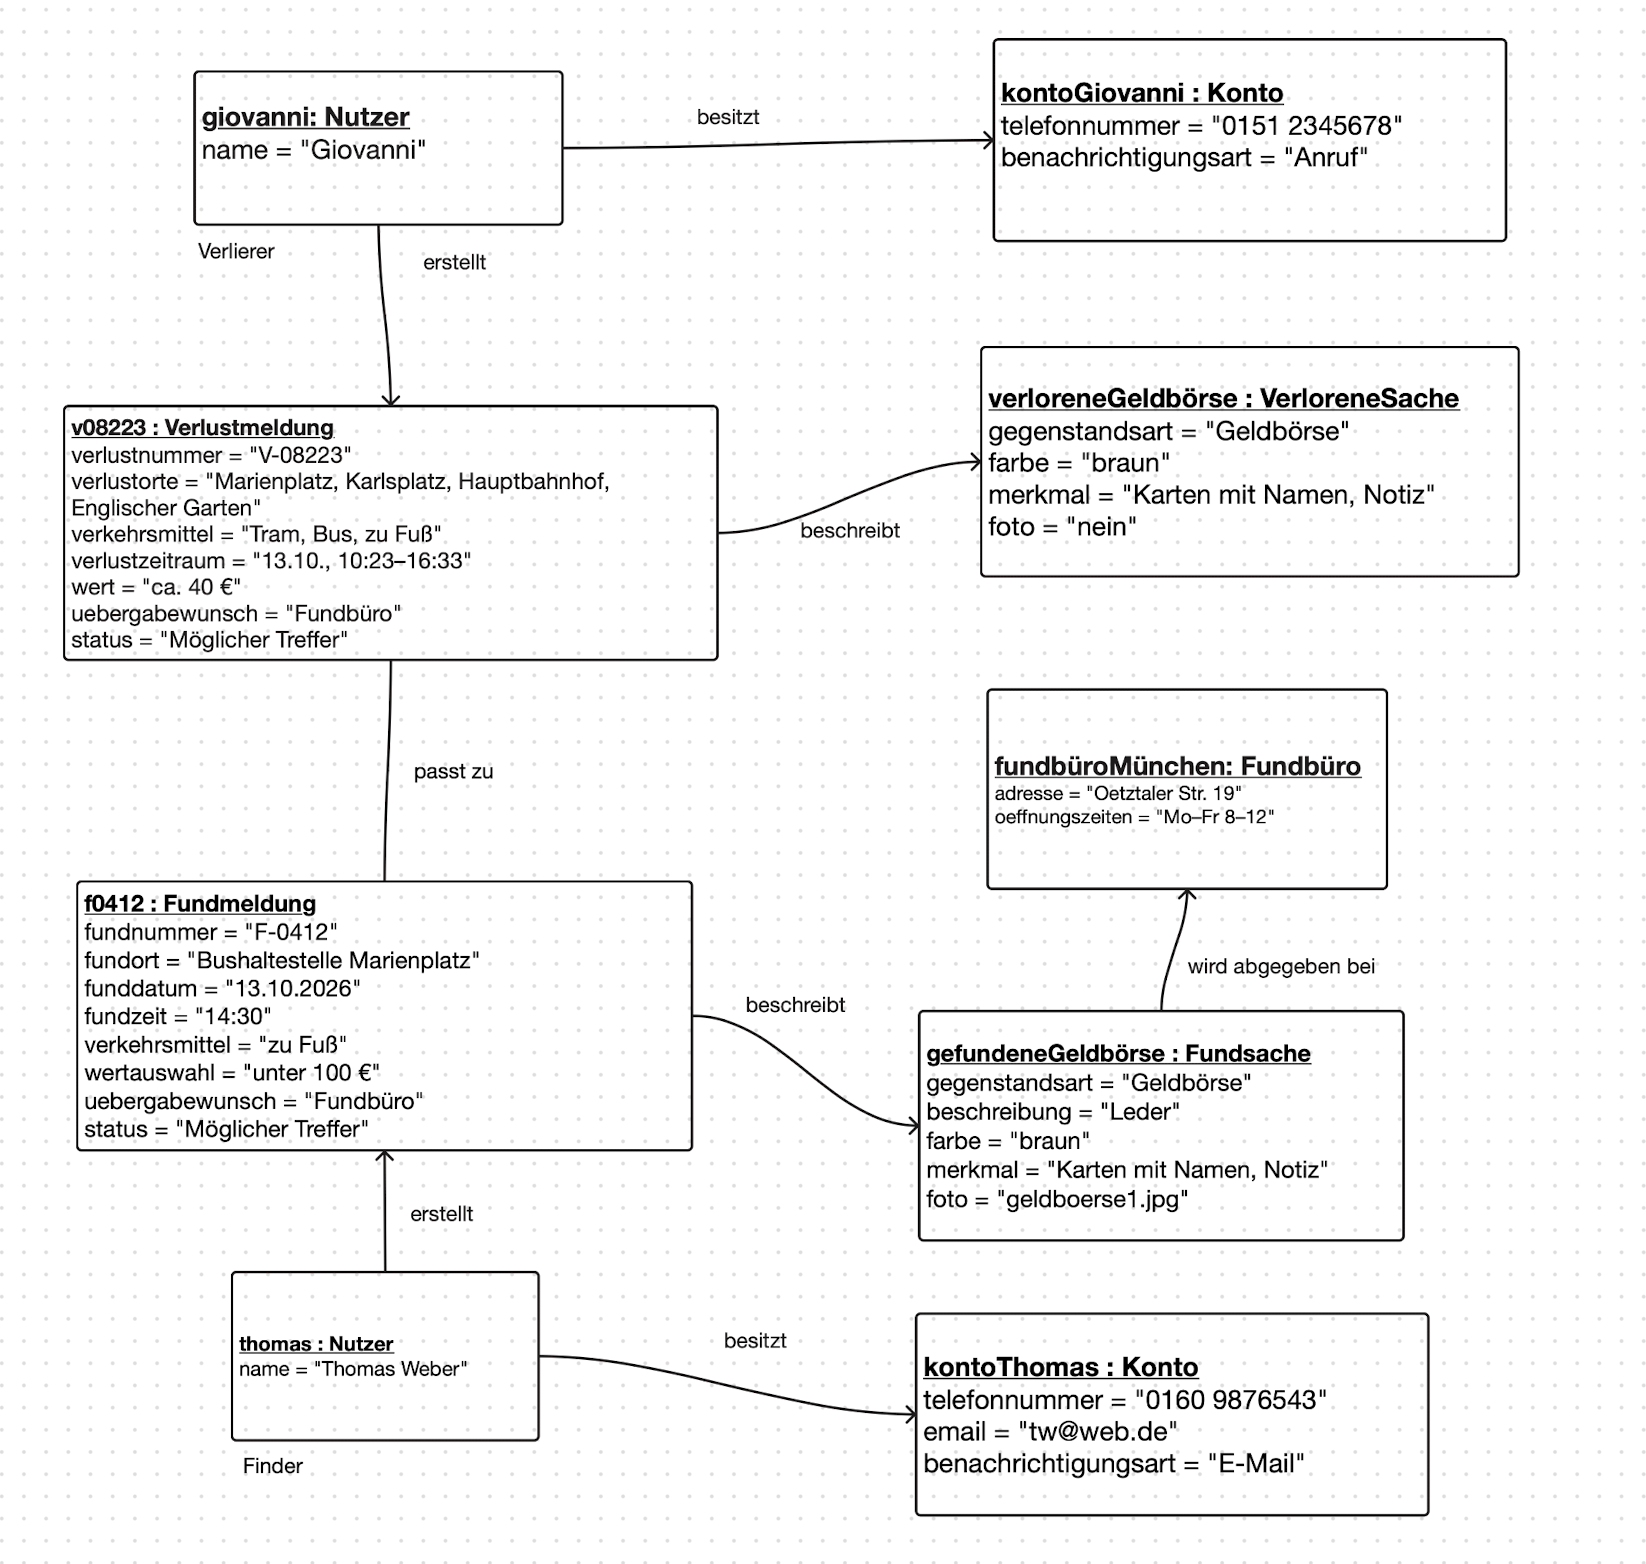 giovanni: Nutzer
name = "Giovanni"
Verlierer
besitzt
kontoGiovanni : Konto
telefonnummer = "0151 2345678"
benachrichtigungsart = "Anruf"
erstellt
v08223 : Verlustmeldung
verlustnummer = "V-08223"
verlustorte = "Marienplatz, Karlsplatz, Hauptbahnhof,
Englischer Garten"
verkehrsmittel = "Tram, Bus, zu Fuß"
verlustzeitraum = "13.10., 10:23–16:33"
wert = "ca. 40 €"
uebergabewunsch = "Fundbüro"
status = "Möglicher Treffer"
beschreibt
verloreneGeldbörse : VerloreneSache
gegenstandsart = "Geldbörse"
farbe = "braun"
merkmal = "Karten mit Namen, Notiz"
foto = "nein"
passt zu
fundbüroMünchen: Fundbüro
adresse = "Oetztaler Str. 19"
oeffnungszeiten = "Mo–Fr 8–12"
wird abgegeben bei
f0412 : Fundmeldung
fundnummer = "F-0412"
fundort = "Bushaltestelle Marienplatz"
funddatum = "13.10.2026"
fundzeit = "14:30"
verkehrsmittel = "zu Fuß"
wertauswahl = "unter 100 €"
uebergabewunsch = "Fundbüro"
status = "Möglicher Treffer"
beschreibt
gefundeneGeldbörse : Fundsache
gegenstandsart = "Geldbörse"
beschreibung = "Leder"
farbe = "braun"
merkmal = "Karten mit Namen, Notiz"
foto = "geldboerse1.jpg"
erstellt
thomas : Nutzer
name = "Thomas Weber"
Finder
besitzt
kontoThomas : Konto
telefonnummer = "0160 9876543"
email = "tw@web.de"
benachrichtigungsart = "E-Mail"